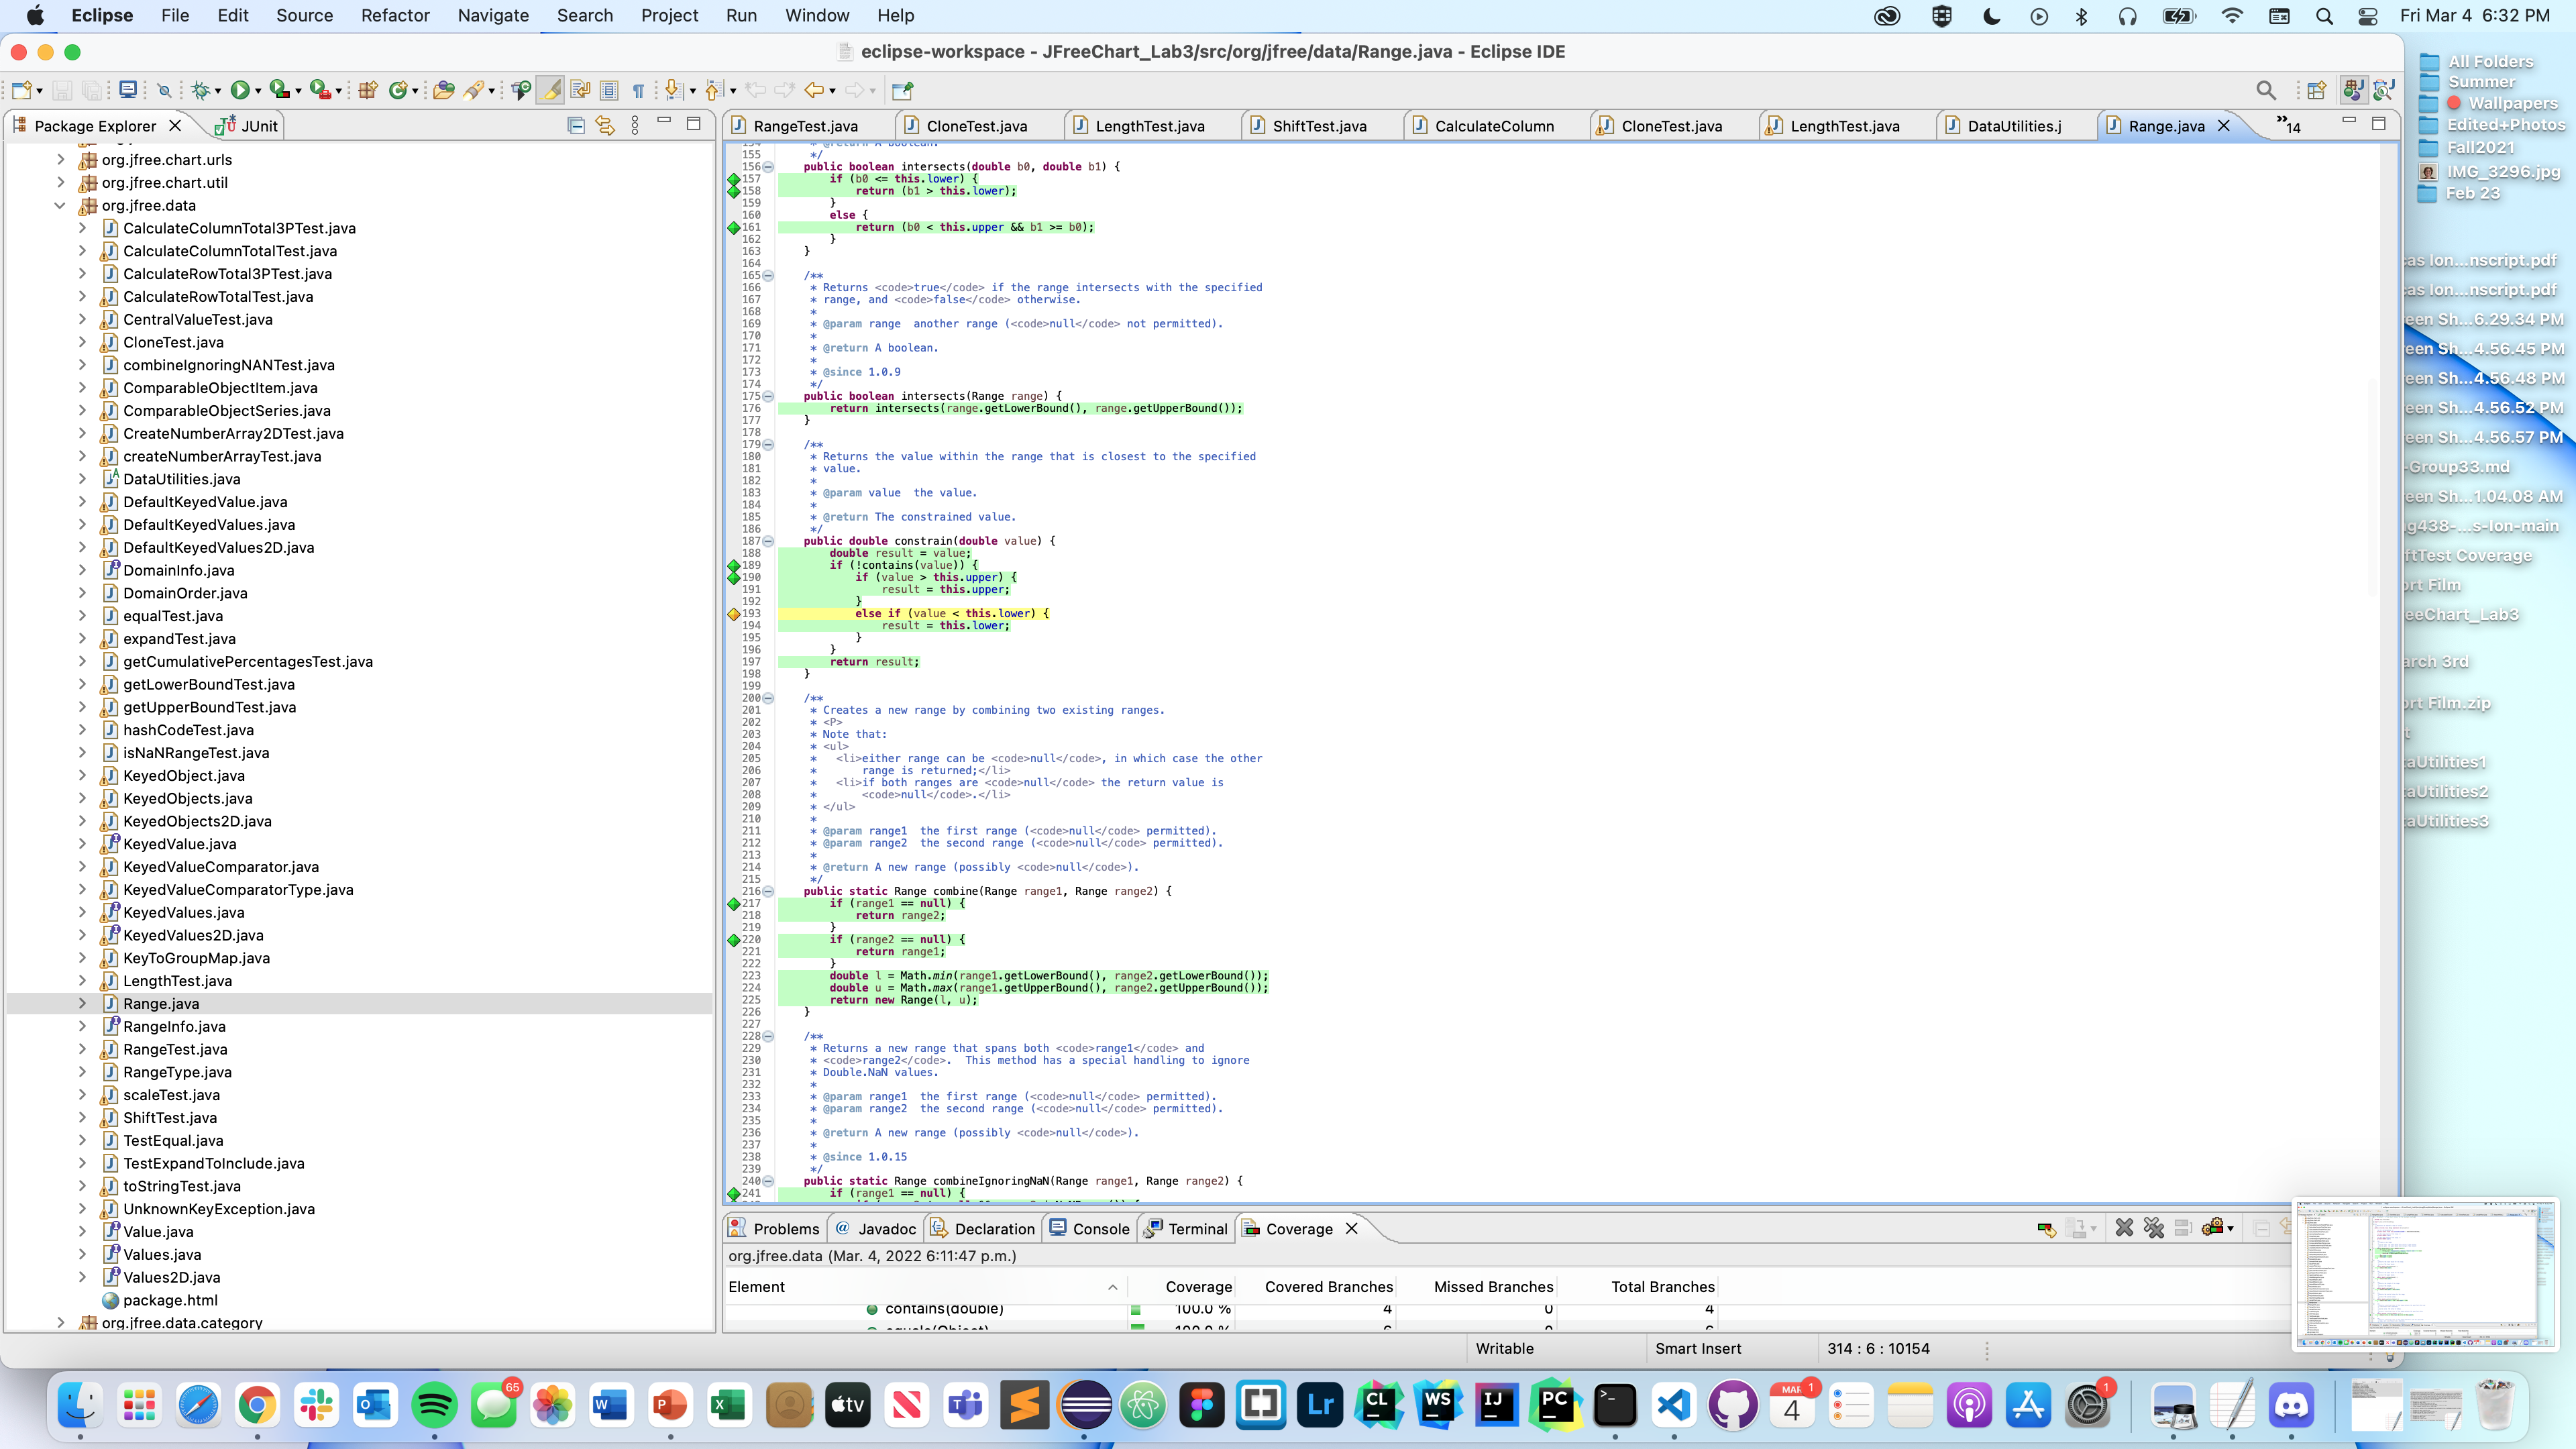 Eclipse File Edit Source Refactor Navigate Search Project Run Window Help Fri Mar 4 6:32 PM
eclipse-workspace - JFreeChart_Lab3/src/org/jfree/data/Range.java - Eclipse IDE
Package Explorer JUnit
org.jfree.chart.urls
org.jfree.chart.util
org.jfree.data
CalculateColumnTotal3PTest.java
CalculateColumnTotalTest.java
CalculateRowTotal3PTest.java
CalculateRowTotalTest.java
CentralValueTest.java
CloneTest.java
combineIgnoringNANTest.java
ComparableObjectItem.java
ComparableObjectSeries.java
CreateNumberArray2DTest.java
createNumberArrayTest.java
DataUtilities.java
DefaultKeyedValue.java
DefaultKeyedValues.java
DefaultKeyedValues2D.java
DomainInfo.java
DomainOrder.java
equalTest.java
expandTest.java
getCumulativePercentagesTest.java
getLowerBoundTest.java
getUpperBoundTest.java
hashCodeTest.java
isNaNRangeTest.java
KeyedObject.java
KeyedObjects.java
KeyedObjects2D.java
KeyedValue.java
KeyedValueComparator.java
KeyedValueComparatorType.java
KeyedValues.java
KeyedValues2D.java
KeyToGroupMap.java
LengthTest.java
Range.java
RangeInfo.java
RangeTest.java
RangeType.java
scaleTest.java
ShiftTest.java
TestEqual.java
TestExpandToInclude.java
toStringTest.java
UnknownKeyException.java
Value.java
Values.java
Values2D.java
package.html
org.jfree.data.category
RangeTest.java CloneTest.java LengthTest.java ShiftTest.java CalculateColumn CloneTest.java LengthTest.java DataUtilities.j Range.java »14
154 * @return A boolean.
155 */
156 public boolean intersects(double b0, double b1) {
157 if (b0 <= this.lower) {
158 return (b1 > this.lower);
159 }
160 else {
161 return (b0 < this.upper && b1 >= b0);
162 }
163 }
164
165 /**
166 * Returns <code>true</code> if the range intersects with the specified
167 * range, and <code>false</code> otherwise.
168 *
169 * @param range  another range (<code>null</code> not permitted).
170 *
171 * @return A boolean.
172 *
173 * @since 1.0.9
174 */
175 public boolean intersects(Range range) {
176 return intersects(range.getLowerBound(), range.getUpperBound());
177 }
178
179 /**
180 * Returns the value within the range that is closest to the specified
181 * value.
182 *
183 * @param value  the value.
184 *
185 * @return The constrained value.
186 */
187 public double constrain(double value) {
188 double result = value;
189 if (!contains(value)) {
190 if (value > this.upper) {
191 result = this.upper;
192 }
193 else if (value < this.lower) {
194 result = this.lower;
195 }
196 }
197 return result;
198 }
199
200 /**
201 * Creates a new range by combining two existing ranges.
202 * <P>
203 * Note that:
204 * <ul>
205 *   <li>either range can be <code>null</code>, in which case the other
206 *       range is returned;</li>
207 *   <li>if both ranges are <code>null</code> the return value is
208 *       <code>null</code>.</li>
209 * </ul>
210 *
211 * @param range1  the first range (<code>null</code> permitted).
212 * @param range2  the second range (<code>null</code> permitted).
213 *
214 * @return A new range (possibly <code>null</code>).
215 */
216 public static Range combine(Range range1, Range range2) {
217 if (range1 == null) {
218 return range2;
219 }
220 if (range2 == null) {
221 return range1;
222 }
223 double l = Math.min(range1.getLowerBound(), range2.getLowerBound());
224 double u = Math.max(range1.getUpperBound(), range2.getUpperBound());
225 return new Range(l, u);
226 }
227
228 /**
229 * Returns a new range that spans both <code>range1</code> and
230 * <code>range2</code>.  This method has a special handling to ignore
231 * Double.NaN values.
232 *
233 * @param range1  the first range (<code>null</code> permitted).
234 * @param range2  the second range (<code>null</code> permitted).
235 *
236 * @return A new range (possibly <code>null</code>).
237 *
238 * @since 1.0.15
239 */
240 public static Range combineIgnoringNaN(Range range1, Range range2) {
241 if (range1 == null) {
Problems Javadoc Declaration Console Terminal Coverage
org.jfree.data (Mar. 4, 2022 6:11:47 p.m.)
Element Coverage Covered Branches Missed Branches Total Branches
contains(double) 100.0 % 4 0 4
equals(Object) 100.0 % 6 0 6
Writable Smart Insert 314 : 6 : 10154
All Folders
Summer
Wallpapers
Edited+Photos
Fall2021
IMG_3296.jpg
Feb 23
as lon...nscript.pdf
as lon...nscript.pdf
een Sh...6.29.34 PM
een Sh...4.56.45 PM
een Sh...4.56.48 PM
een Sh...4.56.52 PM
een Sh...4.56.57 PM
-Group33.md
een Sh...1.04.08 AM
g438-...s-lon-main
ftTest Coverage
ort Film
eeChart_Lab3
arch 3rd
ort Film.zip
t
aUtilities1
aUtilities2
aUtilities3
65
tv
CL
WS
IJ
PC
Lr
MAR 1
4
1